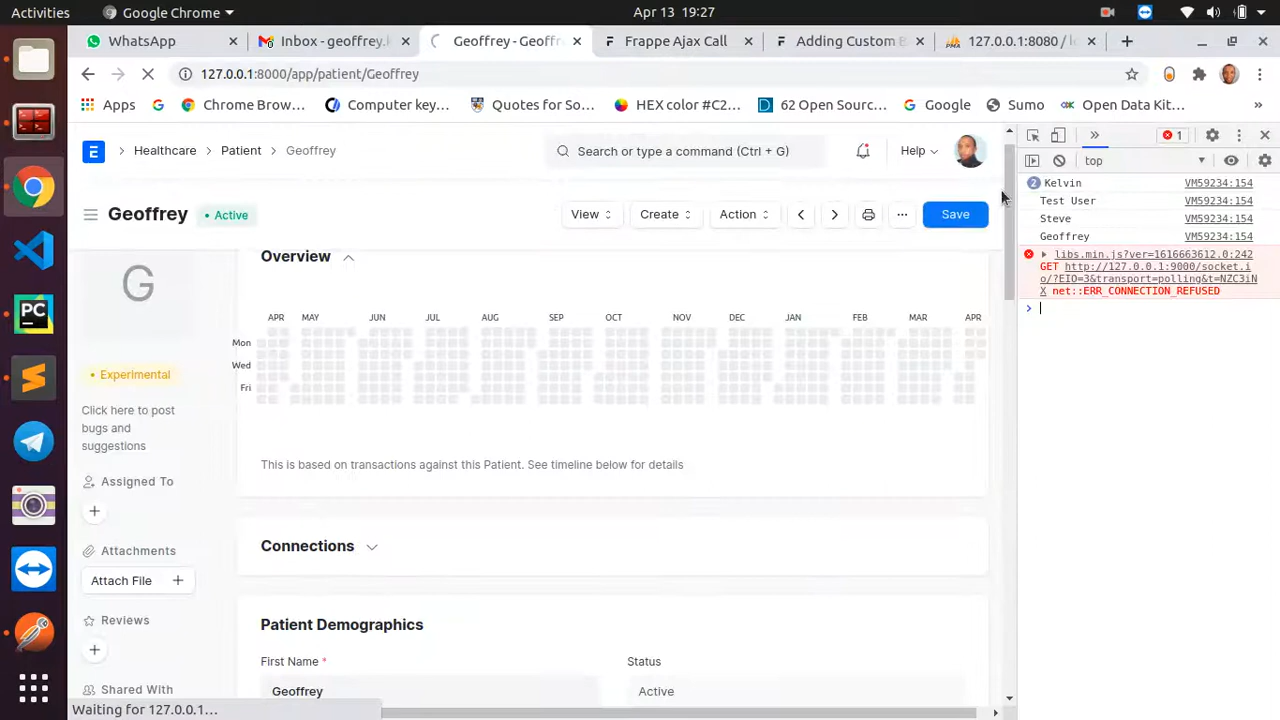 Activities
Google Chrome
Apr 13 19:27
WhatsApp
Inbox - geoffrey.
Geoffrey - Geoffr
Frappe Ajax Call
Adding Custom B
127.0.0.1:8080 / l
127.0.0.1:8000/app/patient/Geoffrey
Apps
Chrome Brow...
Computer key...
Quotes for So...
HEX color #C2...
62 Open Sourc...
Google
Sumo
Open Data Kit...
»
E
Healthcare
Patient
Geoffrey
Search or type a command (Ctrl + G)
Help
Geoffrey
Active
View
Create
Action
Save
G
Experimental
Click here to post
bugs and
suggestions
Assigned To
Attachments
Attach File
Reviews
Shared With
Waiting for 127.0.0.1...
Overview
APR MAY JUN JUL AUG SEP OCT NOV DEC JAN FEB MAR APR
Mon
Wed
Fri
This is based on transactions against this Patient. See timeline below for details
Connections
Patient Demographics
First Name *
Geoffrey
Status
Active
» 1
top
2 Kelvin VM59234:154
Test User VM59234:154
Steve VM59234:154
Geoffrey VM59234:154
libs.min.js?ver=1616663612.0:242
GET http://127.0.0.1:9000/socket.i
o/?EIO=3&transport=polling&t=NZC3iN
X net::ERR_CONNECTION_REFUSED